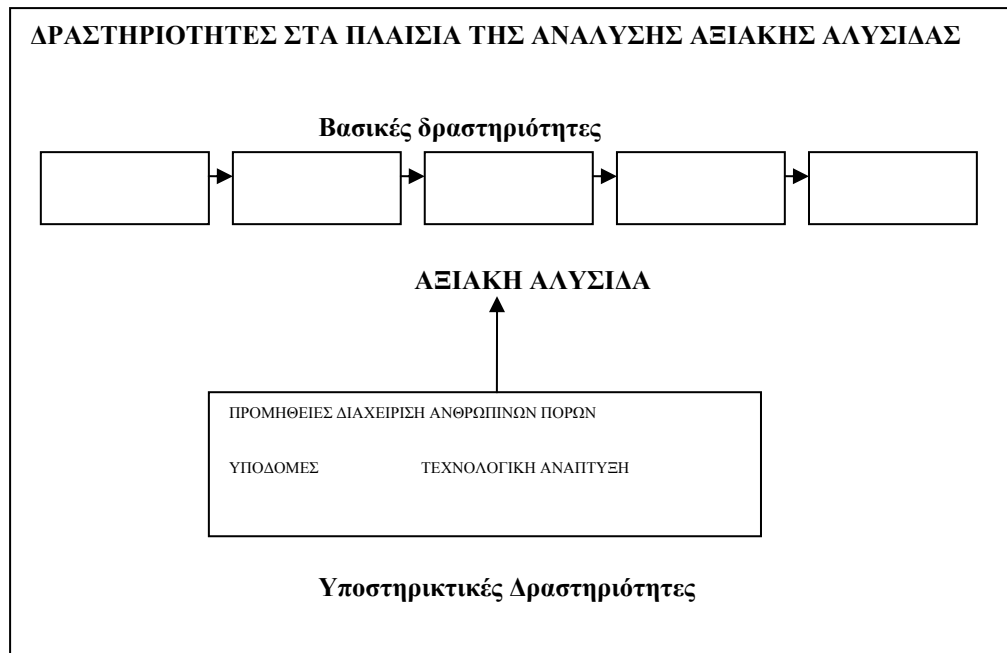 ΔΡΑΣΤΗΡΙΟΤΗΤΕΣ ΣΤΑ ΠΛΑΙΣΙΑ ΤΗΣ ΑΝΑΛΥΣΗΣ ΑΞΙΑΚΗΣ ΑΛΥΣΙΔΑΣ
Βασικές δραστηριότητες
ΑΞΙΑΚΗ ΑΛΥΣΙΔΑ
ΠΡΟΜΗΘΕΙΕΣ ΔΙΑΧΕΙΡΙΣΗ ΑΝΘΡΩΠΙΝΩΝ ΠΟΡΩΝ
ΥΠΟΔΟΜΕΣ ΤΕΧΝΟΛΟΓΙΚΗ ΑΝΑΠΤΥΞΗ
Υποστηρικτικές Δραστηριότητες